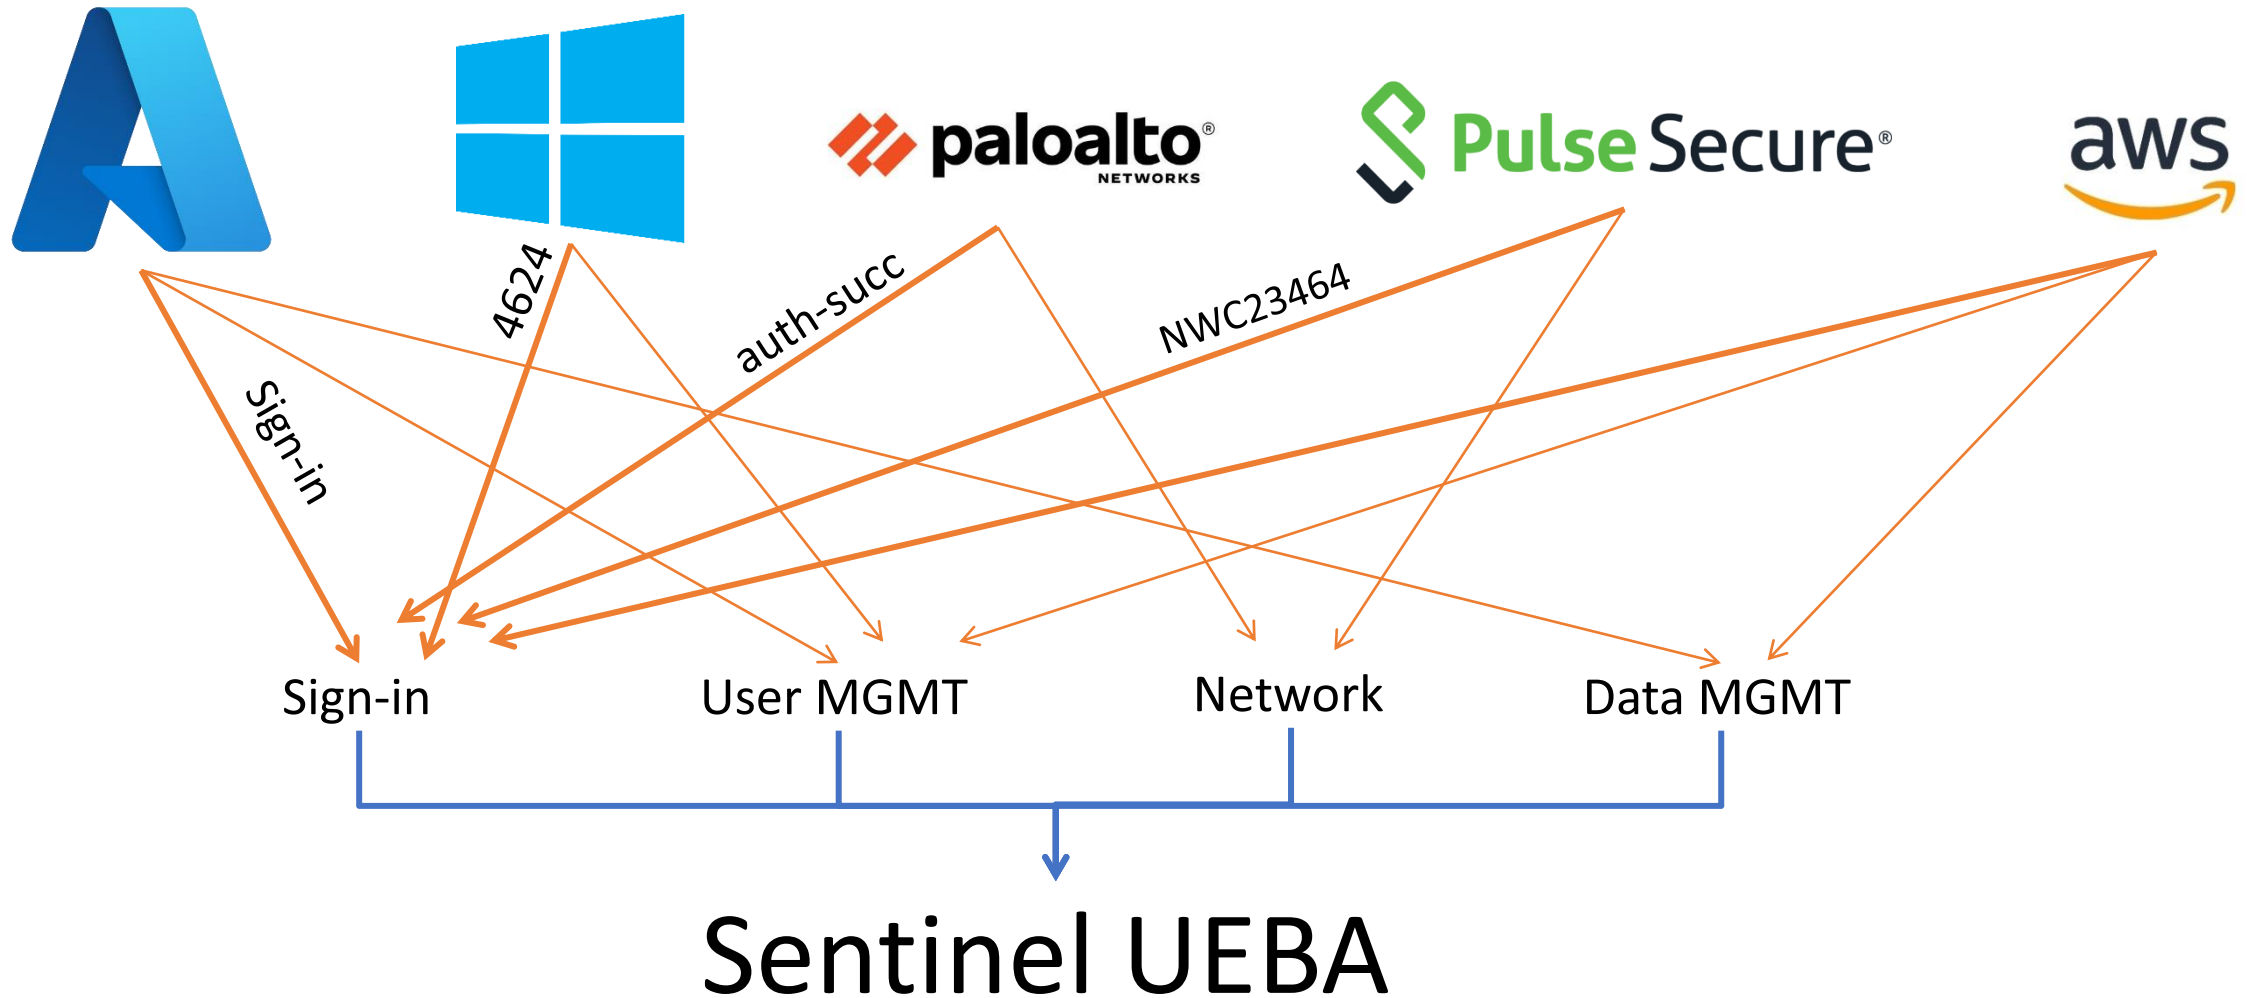 paloalto®
NETWORKS
Pulse Secure®
aws
4624
auth-succ
NWC23464
Sign-in
Sign-in
User MGMT
Network
Data MGMT
Sentinel UEBA